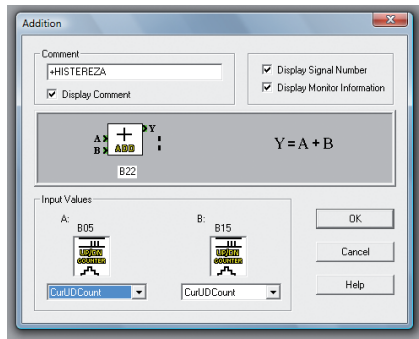 Addition
Comment
+HISTEREZA
Display Comment
Display Signal Number
Display Monitor Information
A
B
+
ADD
Y
B22
Y=A+B
Input Values
A:
B05
UP/DN
COUNTER
CurUDCount
B:
B15
UP/DN
COUNTER
CurUDCount
OK
Cancel
Help